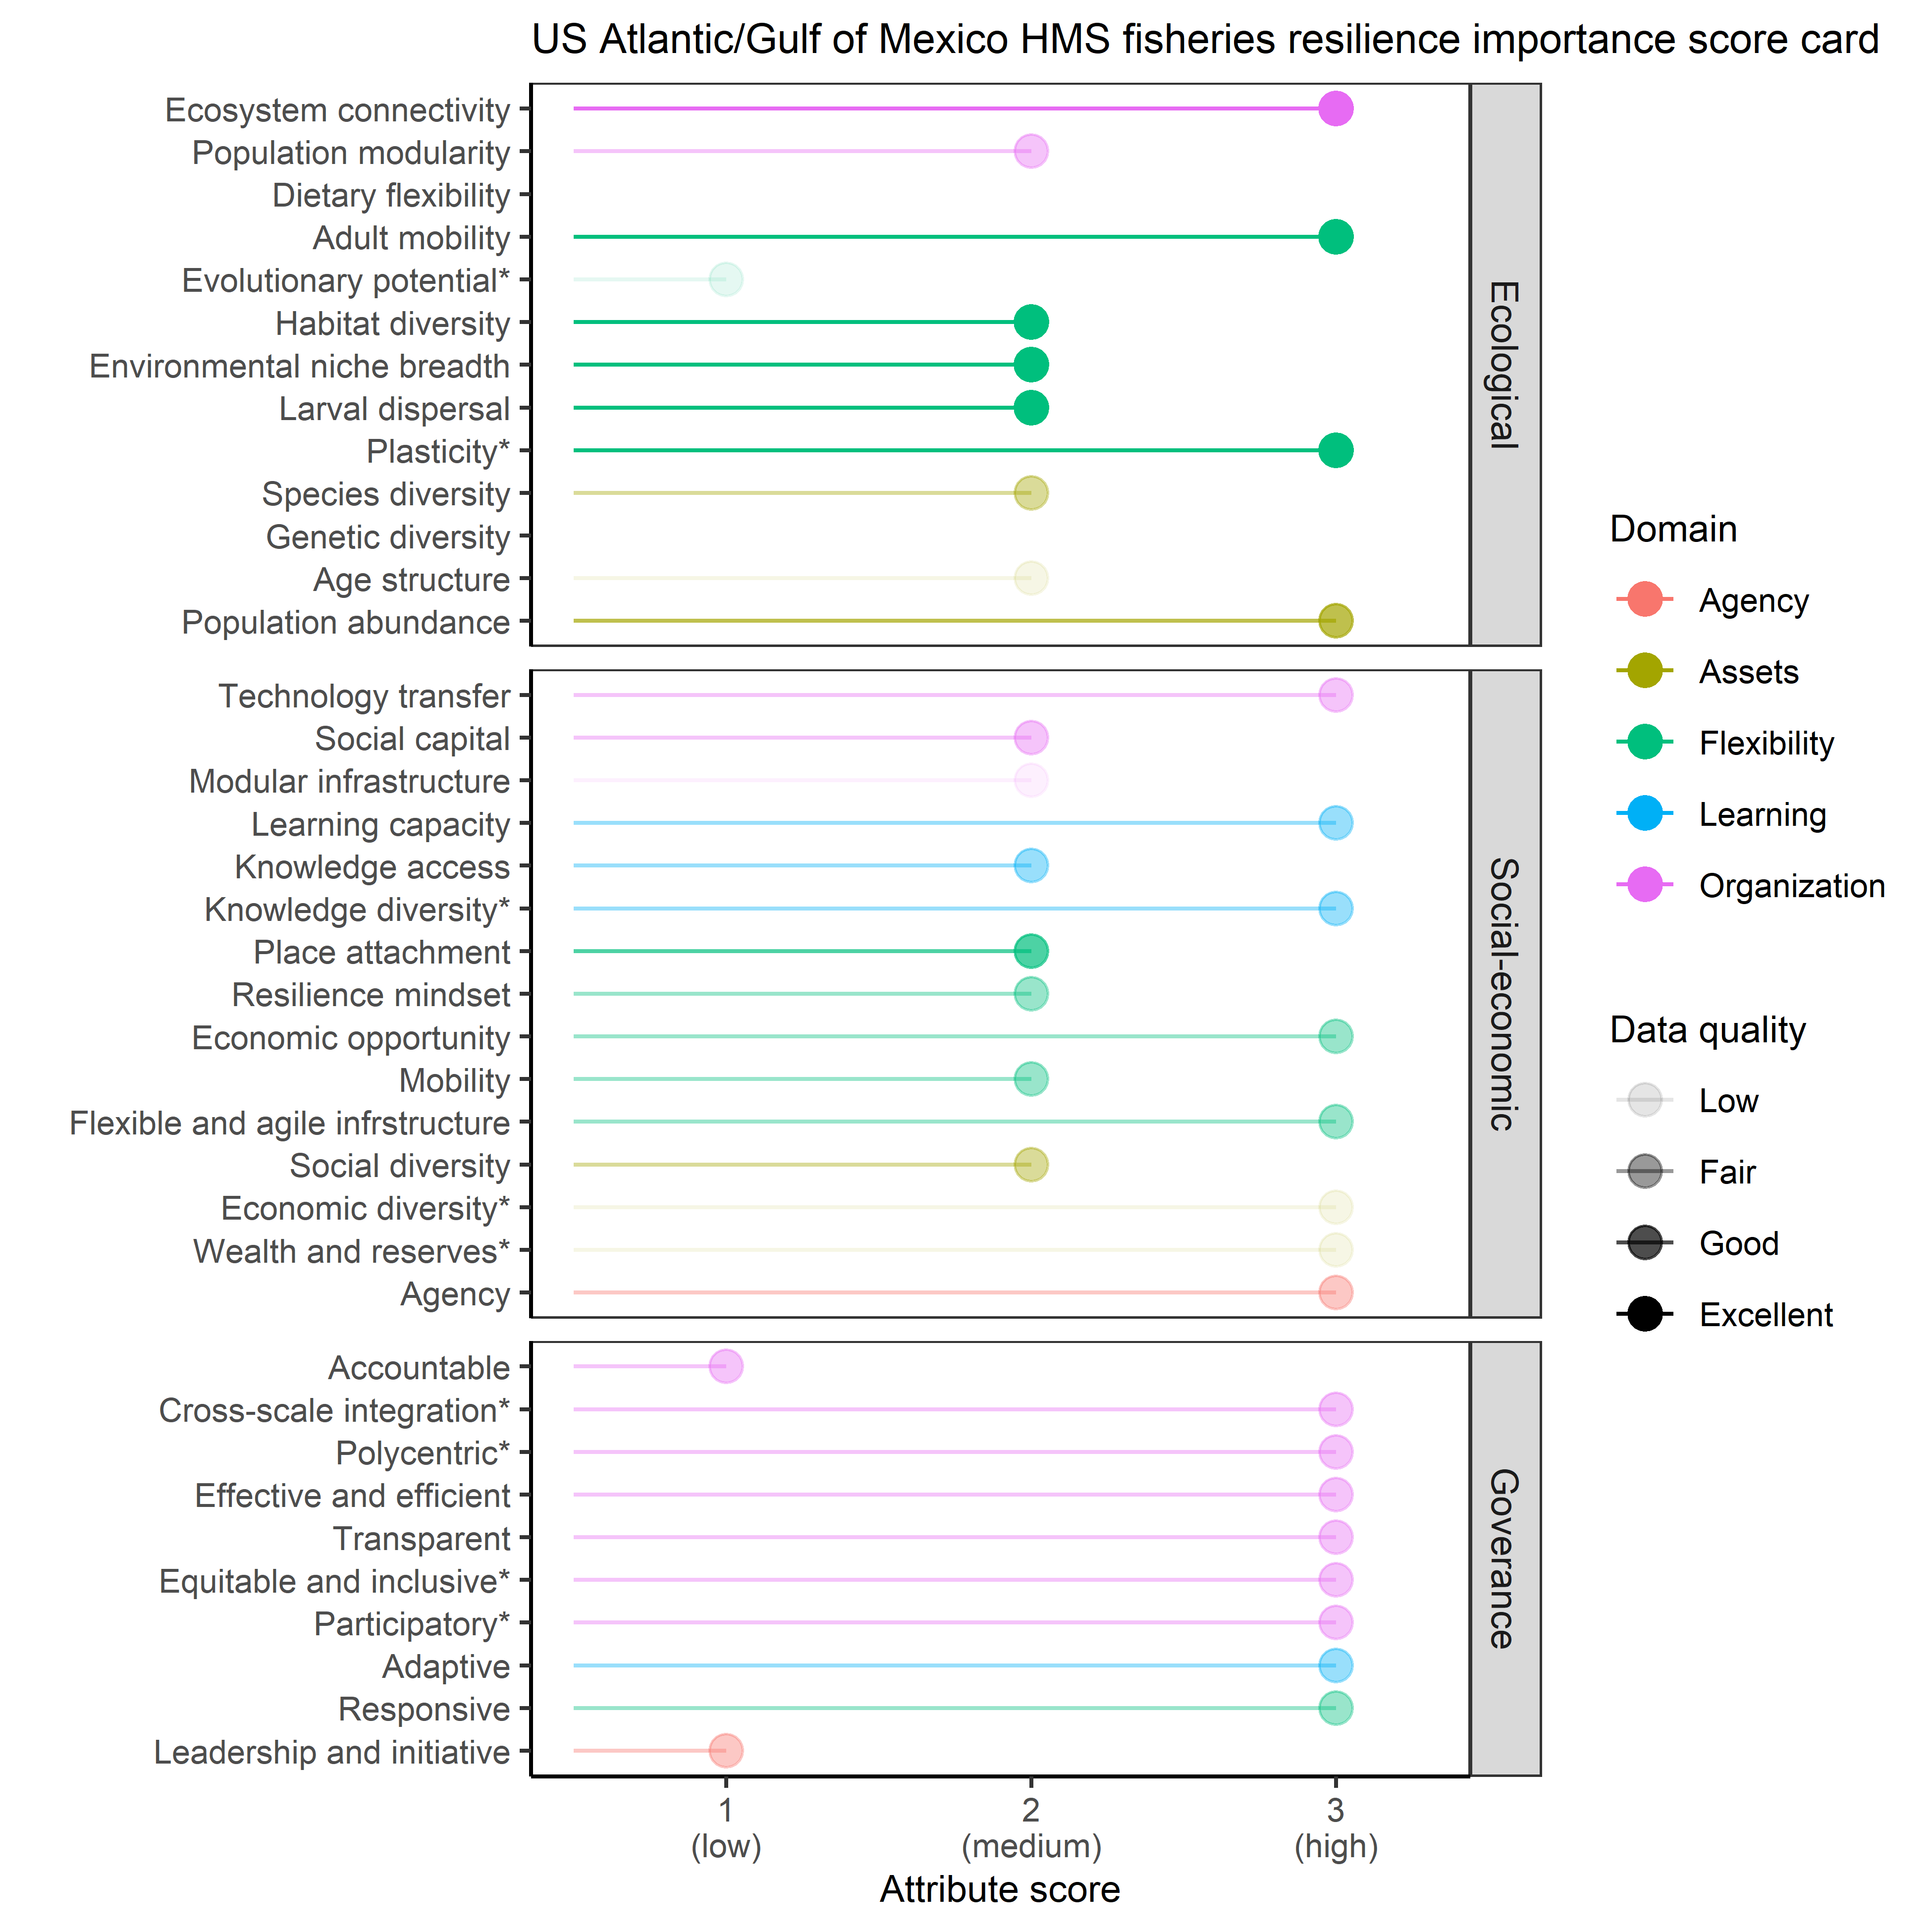 US Atlantic/Gulf of Mexico HMS fisheries resilience importance score card
Ecosystem connectivity
Population modularity
Dietary flexibility
Adult mobility
Evolutionary potential*
Habitat diversity
Environmental niche breadth
Larval dispersal
Plasticity*
Species diversity
Genetic diversity
Age structure
Population abundance
Ecological
Technology transfer
Social capital
Modular infrastructure
Learning capacity
Knowledge access
Knowledge diversity*
Place attachment
Resilience mindset
Economic opportunity
Mobility
Flexible and agile infrstructure
Social diversity
Economic diversity*
Wealth and reserves*
Agency
Social-economic
Accountable
Cross-scale integration*
Polycentric*
Effective and efficient
Transparent
Equitable and inclusive*
Participatory*
Adaptive
Responsive
Leadership and initiative
Goverance
1
(low)
2
(medium)
3
(high)
Attribute score
Domain
Agency
Assets
Flexibility
Learning
Organization
Data quality
Low
Fair
Good
Excellent